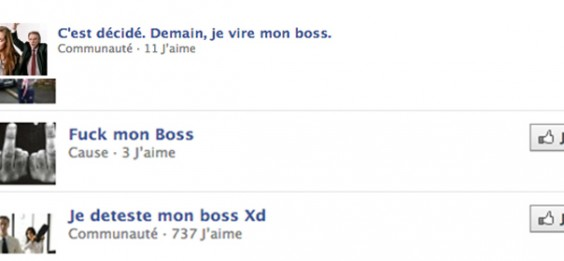 C'est décidé. Demain, je vire mon boss.
Communauté · 11 J'aime
Fuck mon Boss
Cause · 3 J'aime
J
Je deteste mon boss Xd
Communauté · 737 J'aime
J